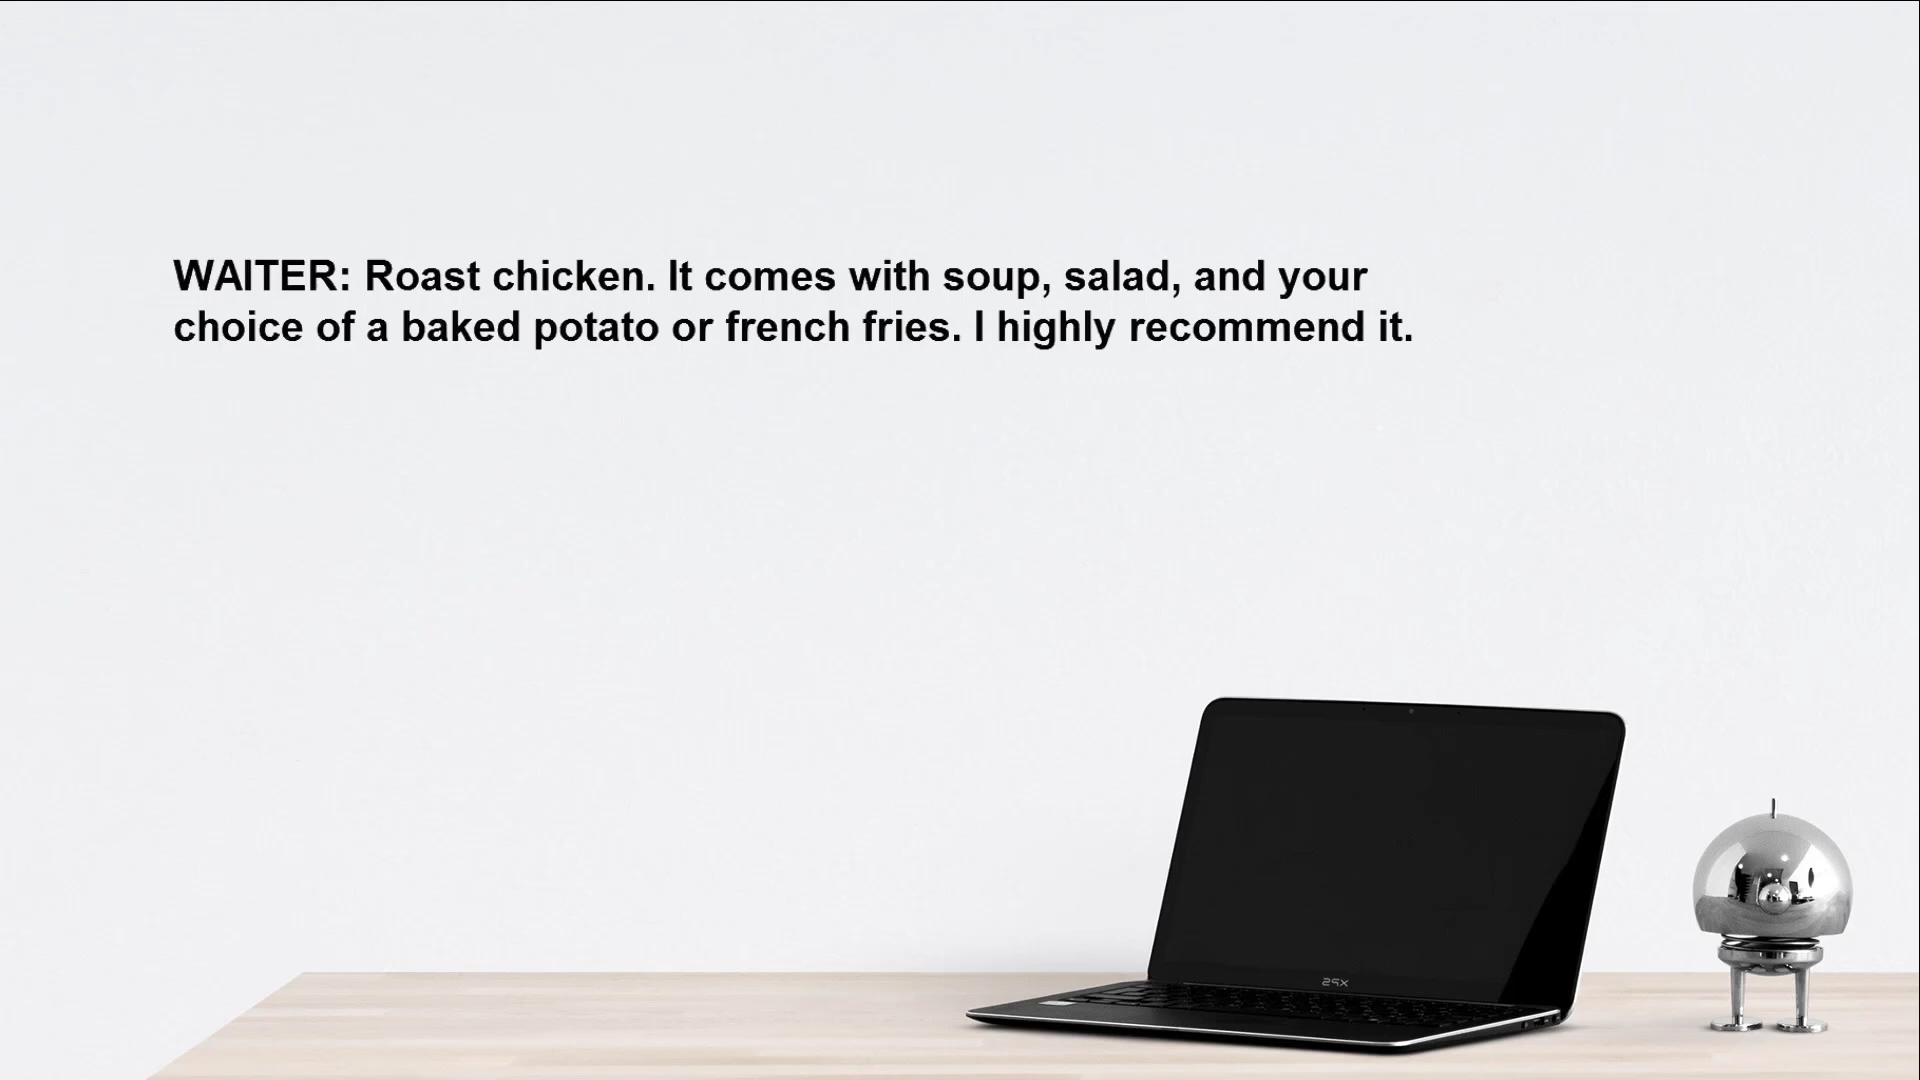 WAITER: Roast chicken. It comes with soup, salad, and your
choice of a baked potato or french fries. I highly recommend it.
XPS